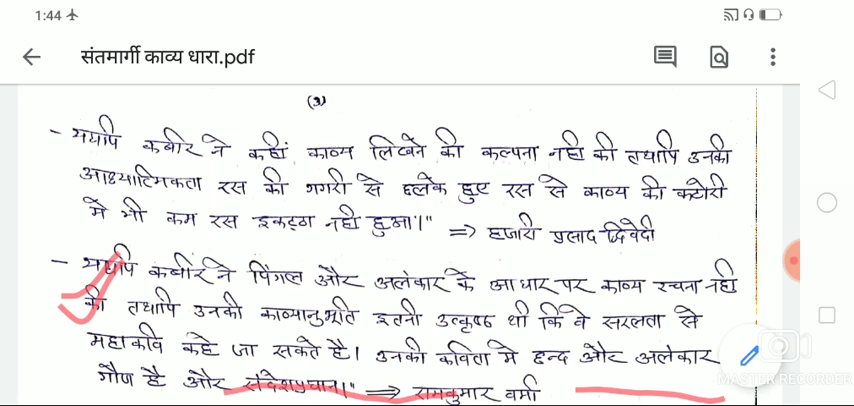 1:44
संतमार्गी काव्य धारा.pdf
(3)
- यद्यपि कबीर ने कहीं काव्य लिखने की कल्पना नही की तथापि उनकी
आध्यात्मिकता रस की गगरी से छलके हुए रस से काव्य की कटोरी
में भी कम रस इकट्ठा नही हुआ।" ⇒ हजारी प्रसाद द्विवेदी
- यद्यपि कबीर ने पिंगल और अलंकार के आधार पर काव्य रचना नही
की तथापि उनकी काव्यानुभूति इतनी उत्कृष्ठ थी कि वे सरलता से
महाकवि कहे जा सकते है। उनकी कविता मे छन्द और अलंकार
गौण है और संदेश प्रधान।" ⇒ रामकुमार वर्मा
MASTER RECORDER